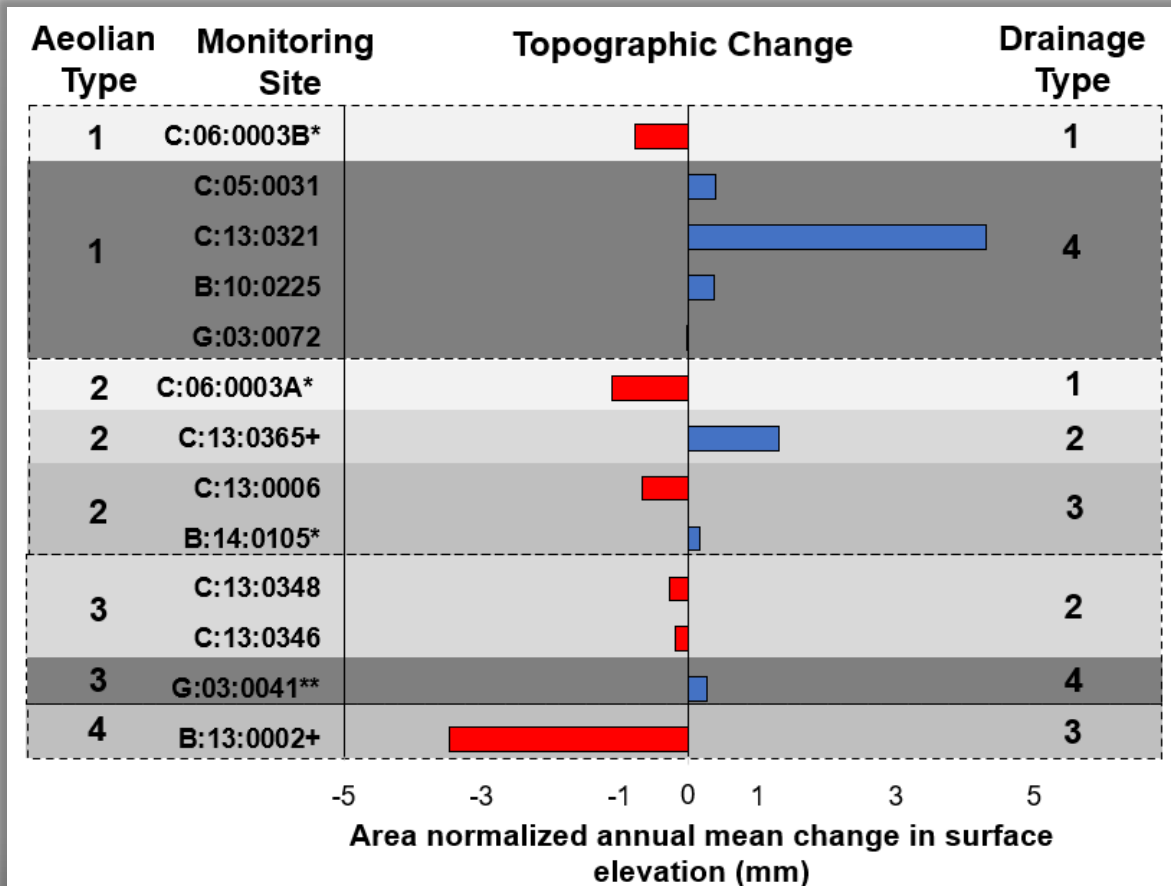 Aeolian Type
Monitoring Site
Topographic Change
Drainage Type
1 C:06:0003B* 1
C:05:0031
C:13:0321
1 4
B:10:0225
G:03:0072
2 C:06:0003A* 1
2 C:13:0365+ 2
C:13:0006
2 3
B:14:0105*
C:13:0348
3 2
C:13:0346
3 G:03:0041** 4
4 B:13:0002+ 3
-5 -3 -1 0 1 3 5
Area normalized annual mean change in surface
elevation (mm)